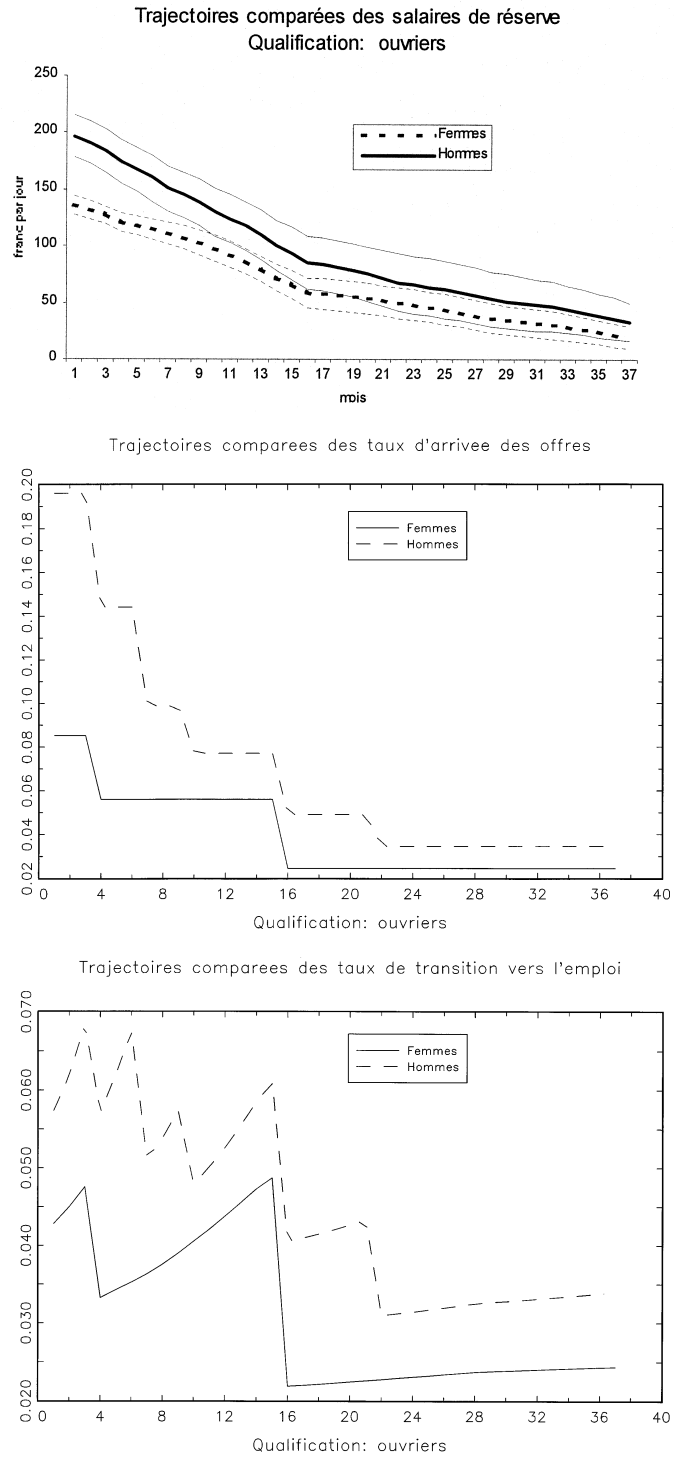 Trajectoires comparées des salaires de réserve
Qualification: ouvriers
250
200
150
100
50
0
franc par jour
Femmes
Hommes
1 3 5 7 9 11 13 15 17 19 21 23 25 27 29 31 33 35 37
mois
Trajectoires comparees des taux d'arrivee des offres
0.20
0.18
0.16
0.14
0.12
0.10
0.08
0.06
0.04
0.02
Femmes
Hommes
0 4 8 12 16 20 24 28 32 36 40
Qualification: ouvriers
Trajectoires comparees des taux de transition vers l'emploi
0.070
0.060
0.050
0.040
0.030
0.020
Femmes
Hommes
0 4 8 12 16 20 24 28 32 36 40
Qualification: ouvriers